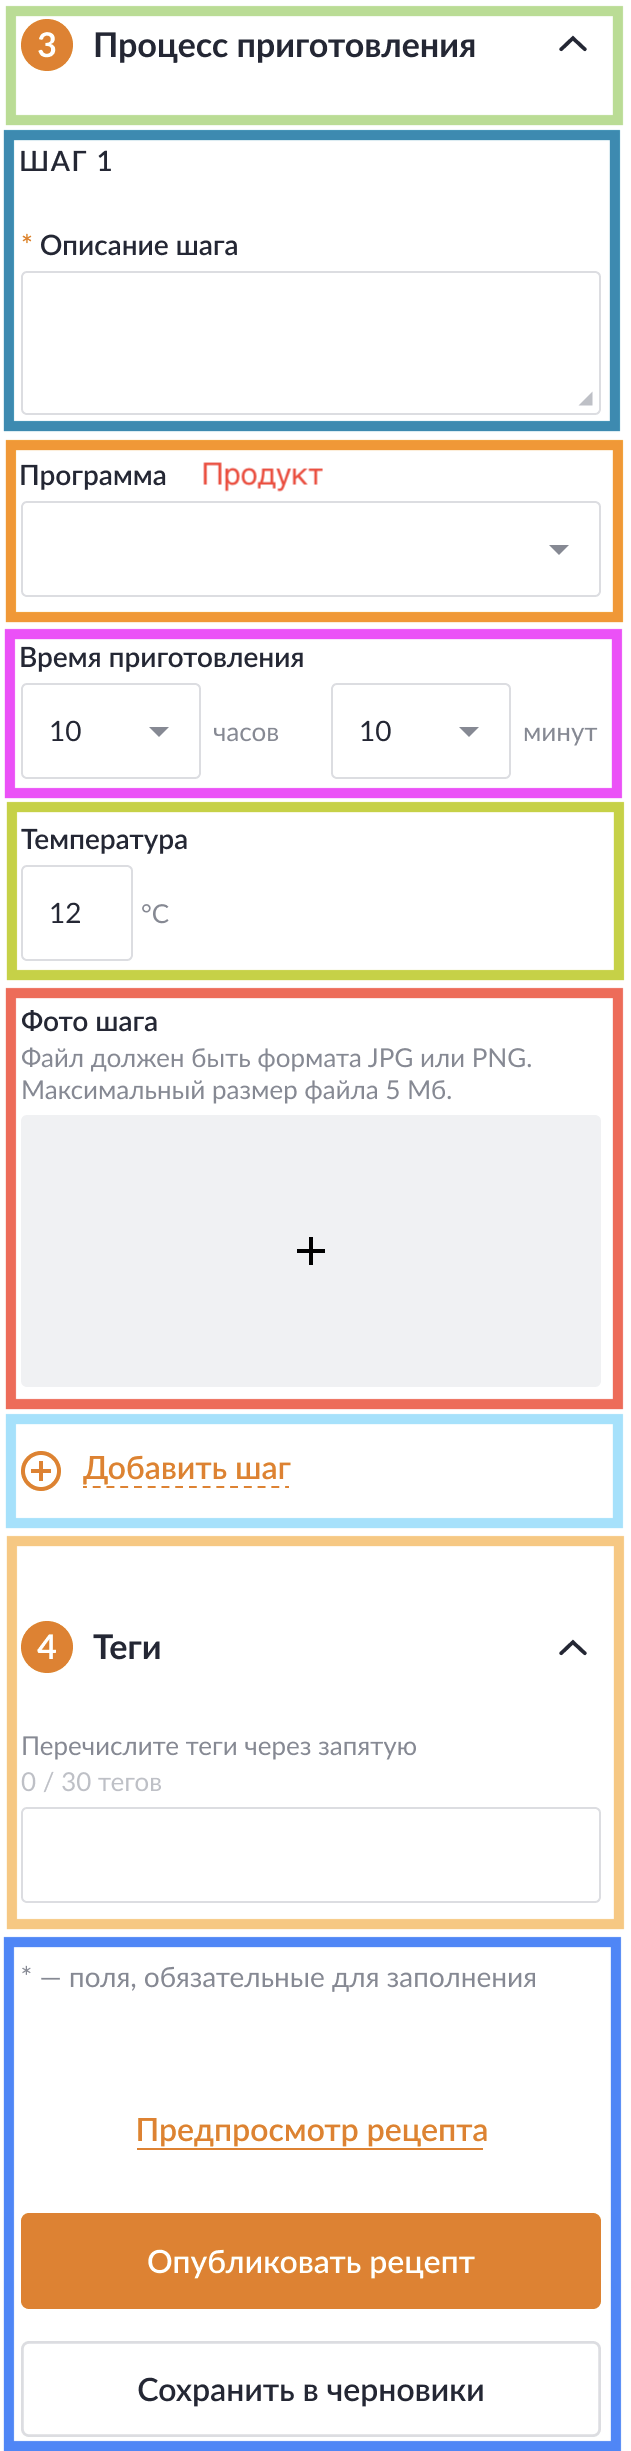 3 Процесс приготовления
ШАГ 1
* Описание шага
Программа Продукт
Время приготовления
10 часов 10 минут
Температура
12 °C
Фото шага
Файл должен быть формата JPG или PNG.
Максимальный размер файла 5 Мб.
+
Добавить шаг
4 Теги
Перечислите теги через запятую
0 / 30 тегов
* — поля, обязательные для заполнения
Предпросмотр рецепта
Опубликовать рецепт
Сохранить в черновики